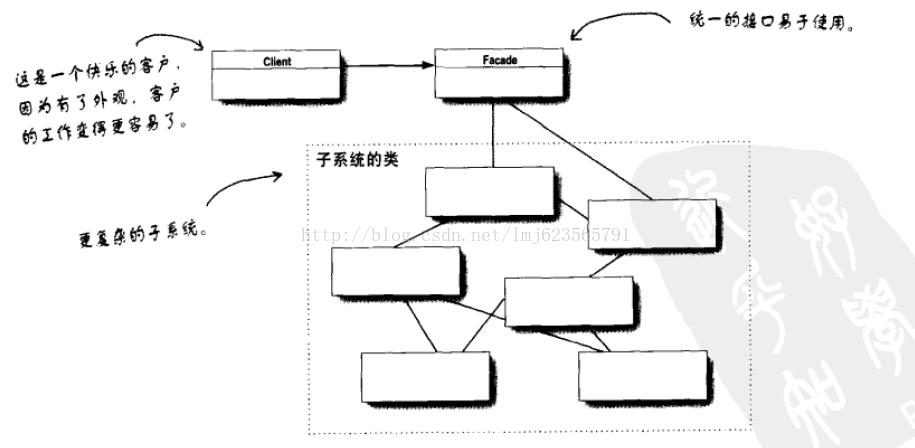 统一的接口易于使用。
这是一个快乐的客户,
因为有了外观,客户
的工作变得更容易了。
Client
Facade
子系统的类
更复杂的子系统。
http://blog.csdn.net/lmj623565791